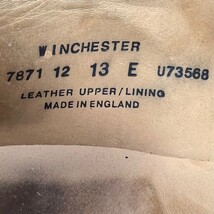 WINCHESTER
7871 12 13 E U73568
LEATHER UPPER/LINING
MADE IN ENGLAND